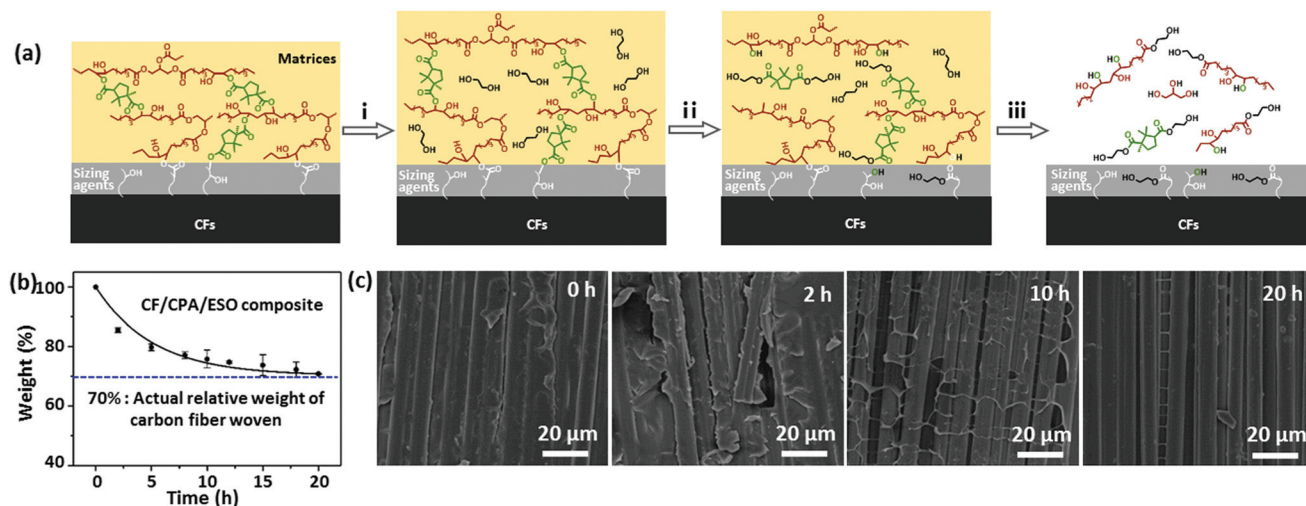 (a)
Matrices
i
ii
iii
Sizing
agents
CFs
Sizing
agents
CFs
Sizing
agents
CFs
Sizing
agents
CFs
(b)
100
80
60
40
Weight (%)
CF/CPA/ESO composite
70% : Actual relative weight of
carbon fiber woven
0
5
10
15
20
Time (h)
(c)
0 h
20 μm
2 h
20 μm
10 h
20 μm
20 h
20 μm